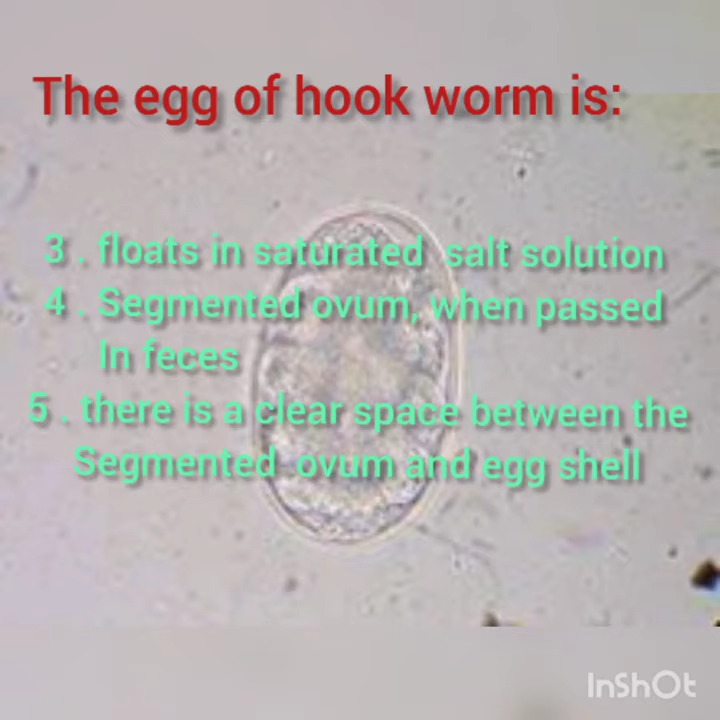 The egg of hook worm is:
3 . floats in saturated salt solution
4 . Segmented ovum, when passed
In feces
5 . there is a clear space between the
Segmented ovum and egg shell
InShOt